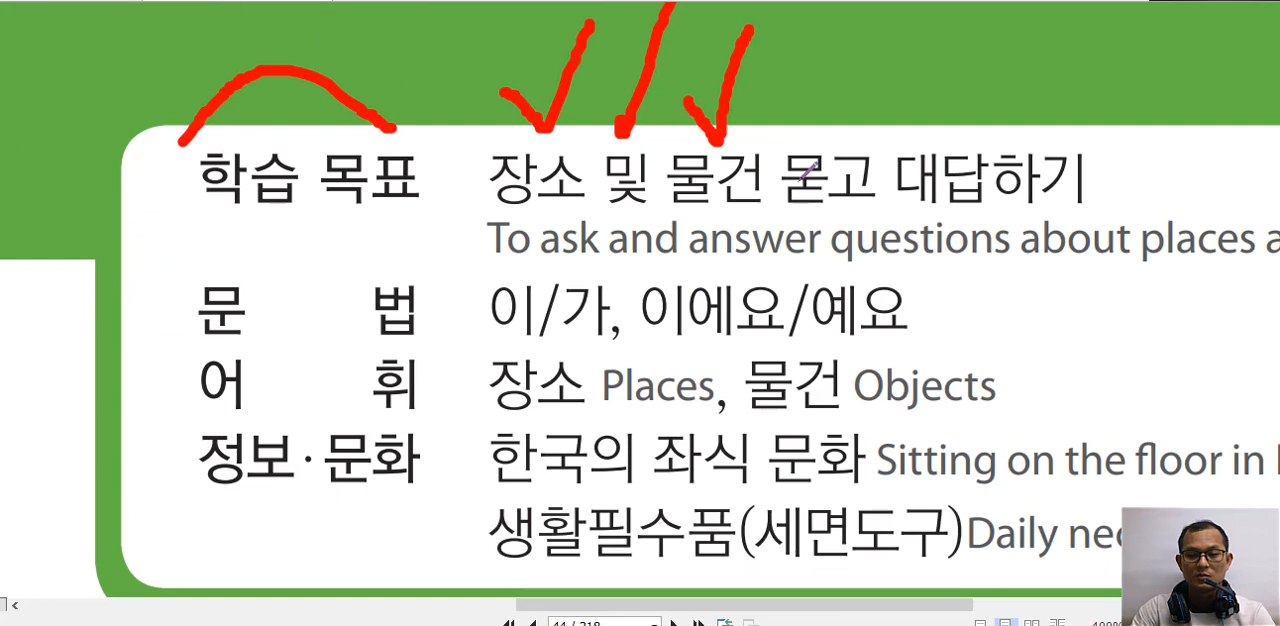 학습 목표 장소 및 물건 묻고 대답하기
To ask and answer questions about places
문 법 이/가, 이에요/예요
어 휘 장소 Places, 물건 Objects
정보·문화 한국의 좌식 문화 Sitting on the floor in
생활필수품(세면도구)Daily